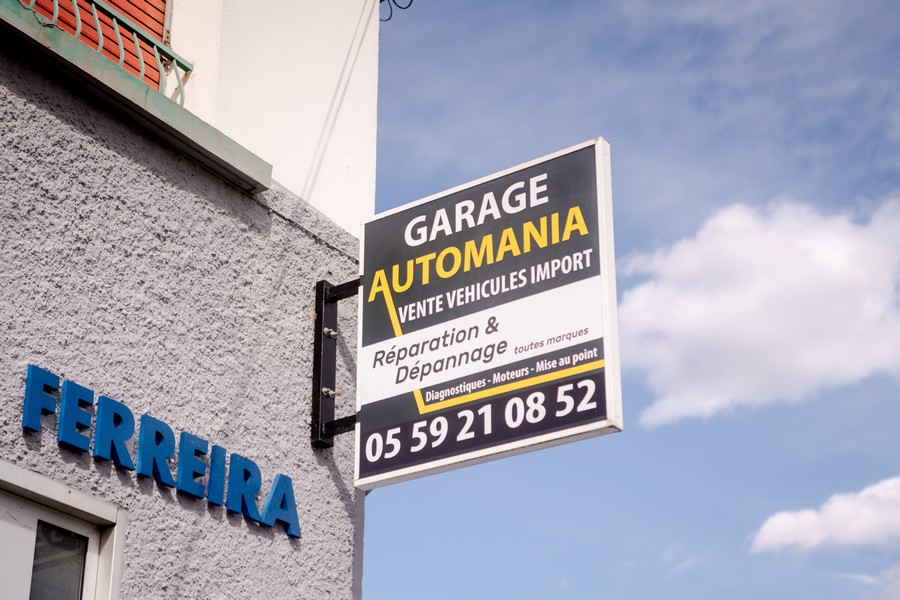 GARAGE
AUTOMANIA
VENTE VEHICULES IMPORT
Réparation &
Dépannage toutes marques
Diagnostiques - Moteurs - Mise au point
05 59 21 08 52
FERREIRA